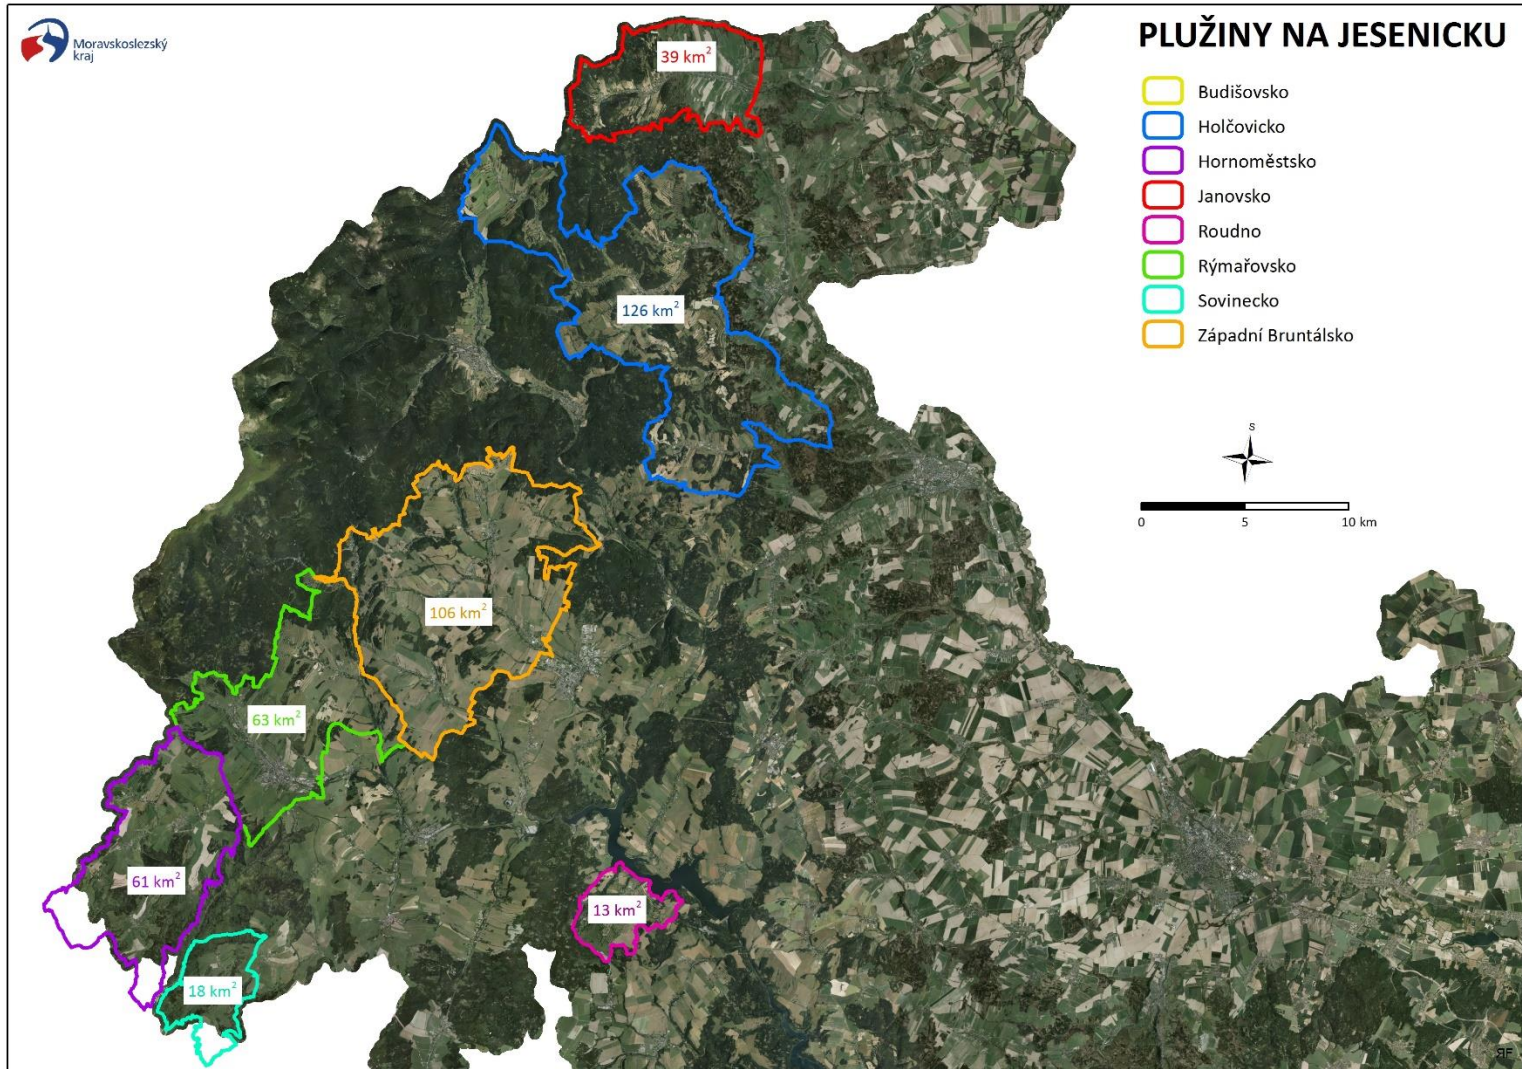 Moravskoslezský
kraj
PLUŽINY NA JESENICKU
Budišovsko
Holčovicko
Hornoměstsko
Janovsko
Roudno
Rýmařovsko
Sovinecko
Západní Bruntálsko
39 km²
126 km²
106 km²
63 km²
61 km²
13 km²
18 km²
S
0 5 10 km